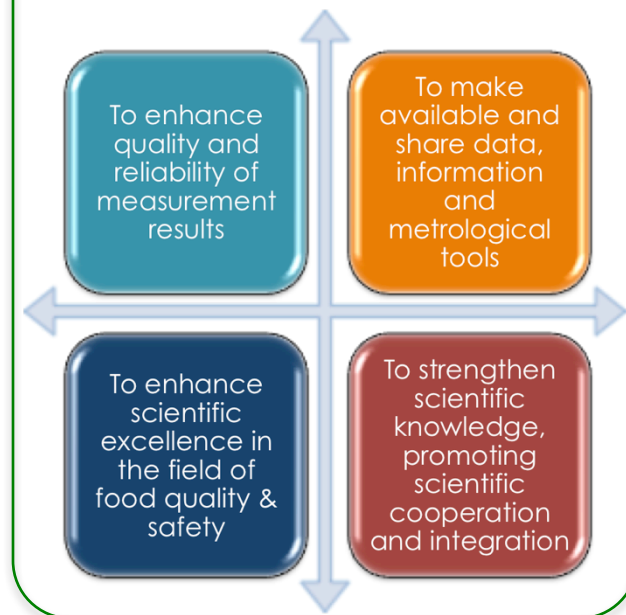 To enhance
quality and
reliability of
measurement
results
To make
available and
share data,
information
and
metrological
tools
To enhance
scientific
excellence in
the field of
food quality &
safety
To strengthen
scientific
knowledge,
promoting
scientific
cooperation
and integration